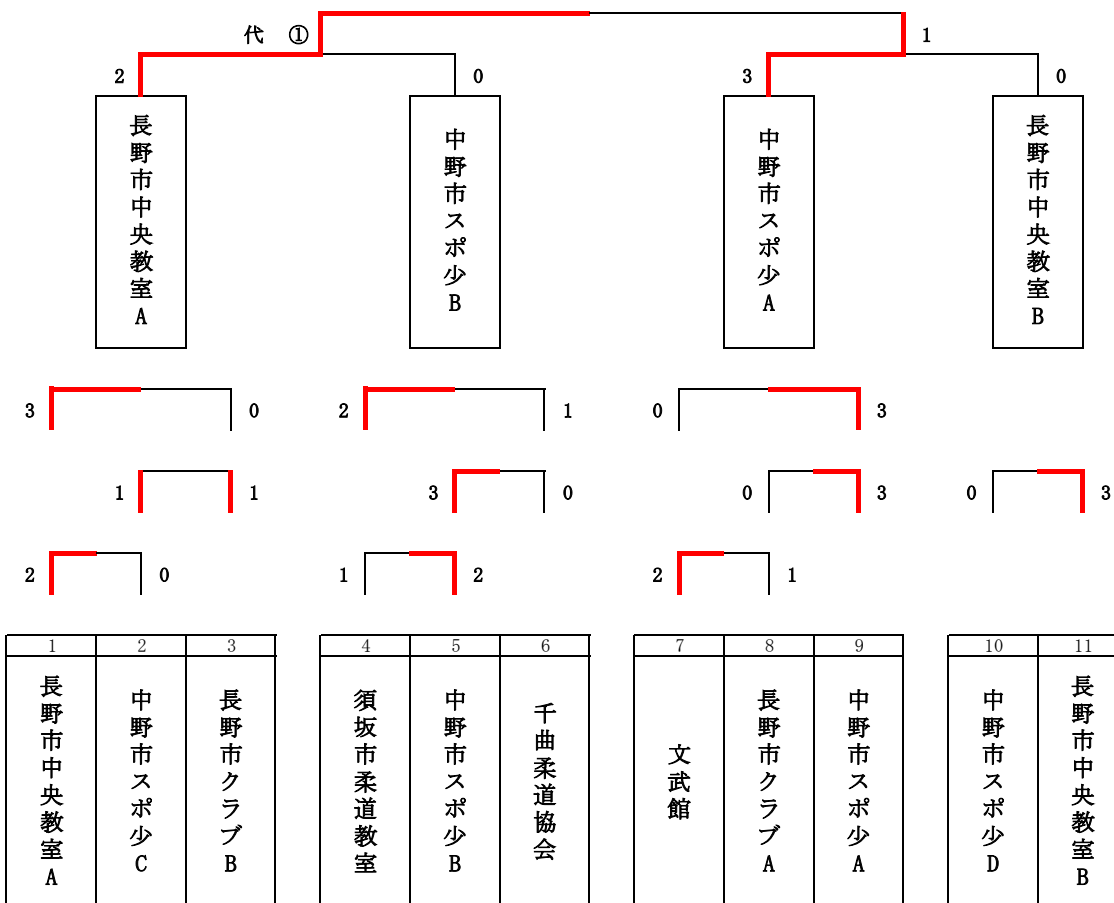 代 ①
1
2
0
3
0
長野市中央教室A
中野市スポ少B
中野市スポ少A
長野市中央教室B
3
0
2
1
0
3
1
1
3
0
0
3
0
3
2
0
1
2
2
1
1
2
3
4
5
6
7
8
9
10
11
長野市中央教室A
中野市スポ少C
長野市クラブB
須坂市柔道教室
中野市スポ少B
千曲柔道協会
文武館
長野市クラブA
中野市スポ少A
中野市スポ少D
長野市中央教室B